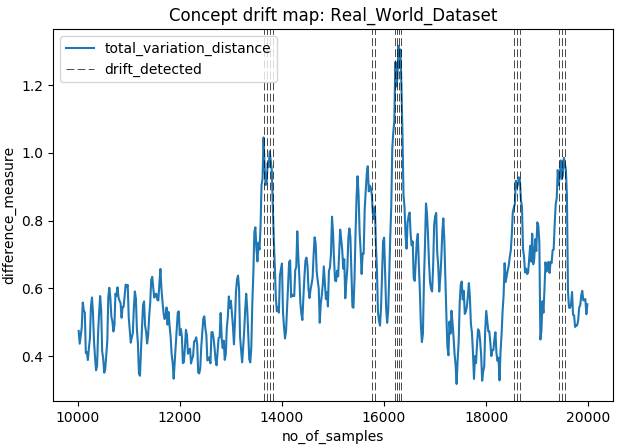 Concept drift map: Real_World_Dataset
total_variation_distance
drift_detected
difference_measure
1.2
1.0
0.8
0.6
0.4
10000 12000 14000 16000 18000 20000
no_of_samples